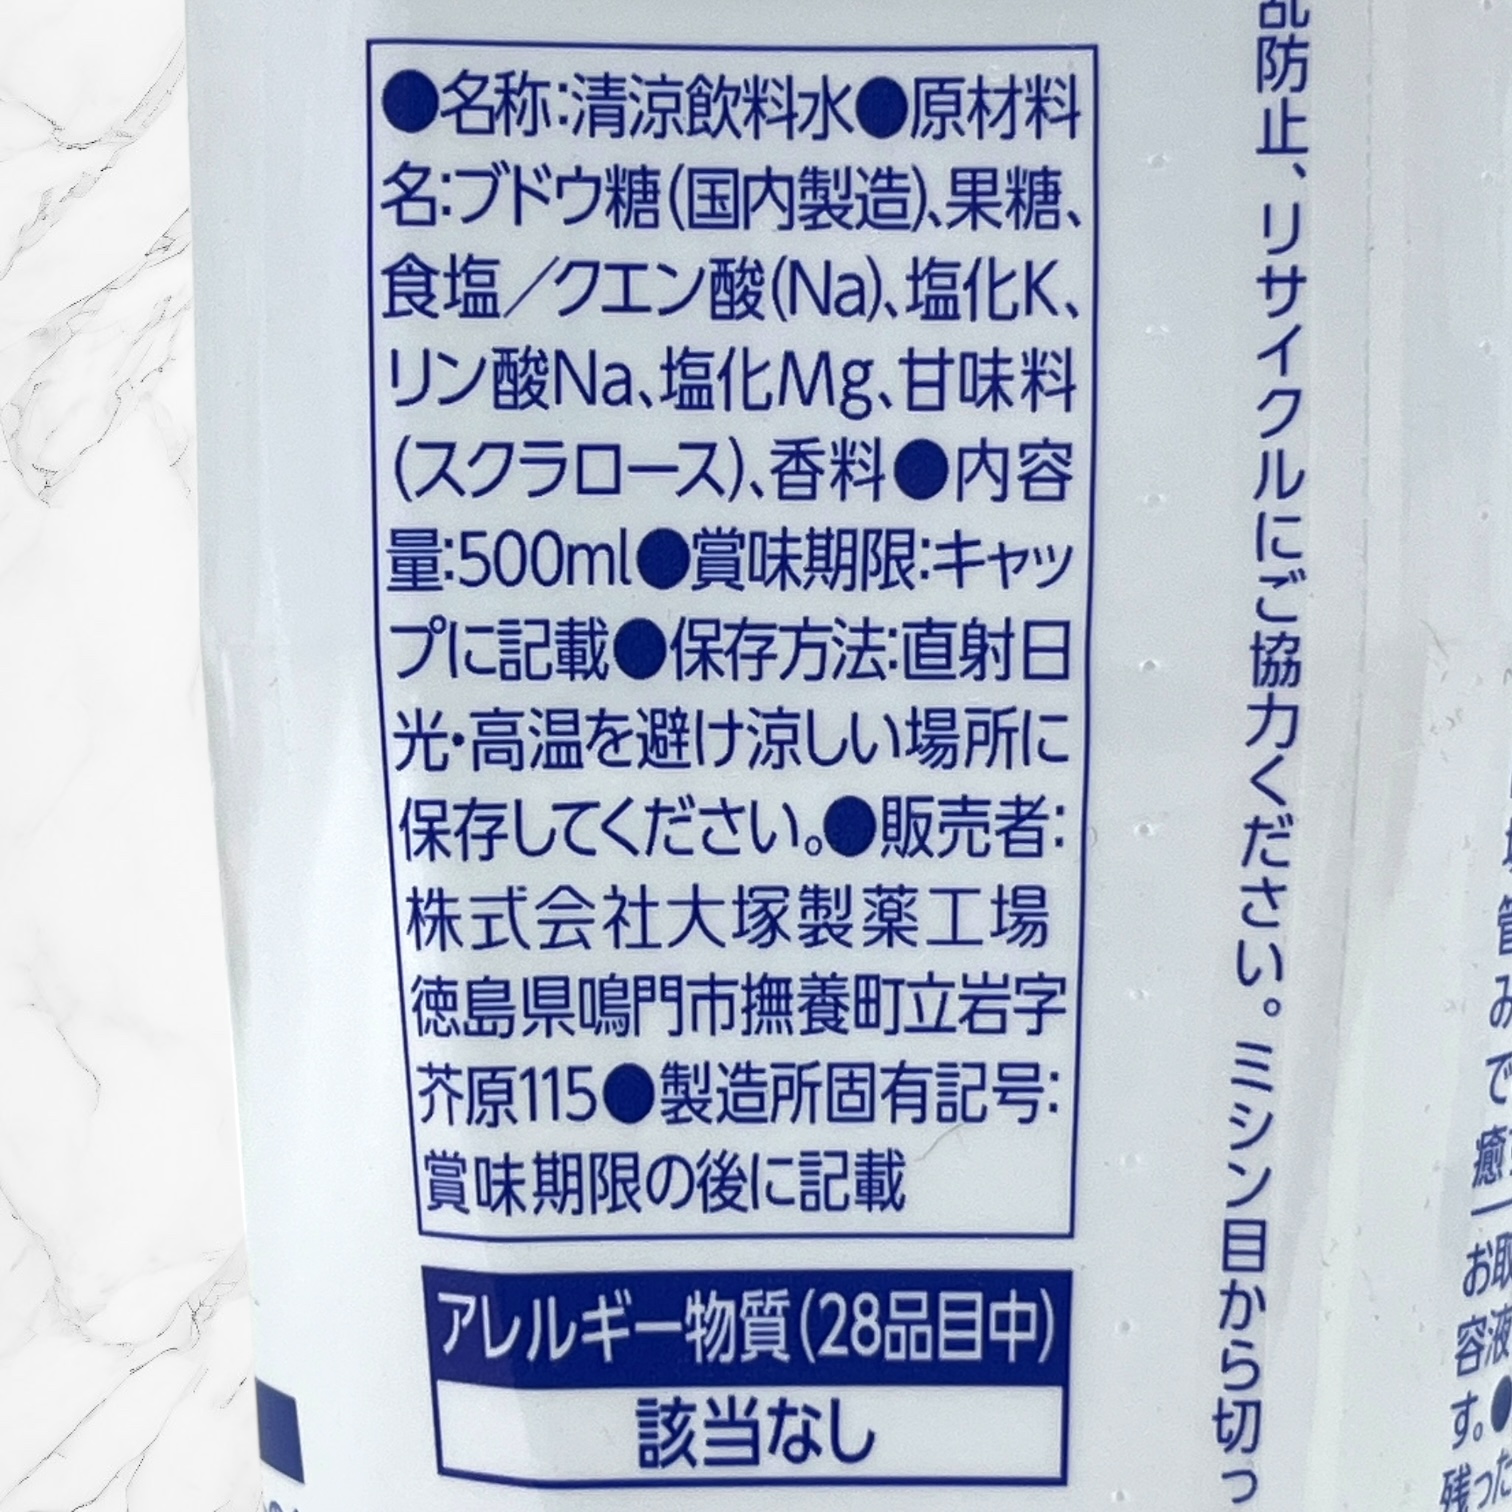 ●名称:清涼飲料水●原材料
名:ブドウ糖(国内製造)、果糖、
食塩／クエン酸(Na)、塩化K、
リン酸Na、塩化Mg、甘味料
(スクラロース)、香料●内容
量:500ml●賞味期限:キャッ
プに記載●保存方法:直射日
光・高温を避け涼しい場所に
保存してください。●販売者:
株式会社大塚製薬工場
徳島県鳴門市撫養町立岩字
芥原115●製造所固有記号:
賞味期限の後に記載
アレルギー物質(28品目中)
該当なし
乱防止、リサイクルにご協力ください。ミシン目から切っ
お取
容液
す。●
残った